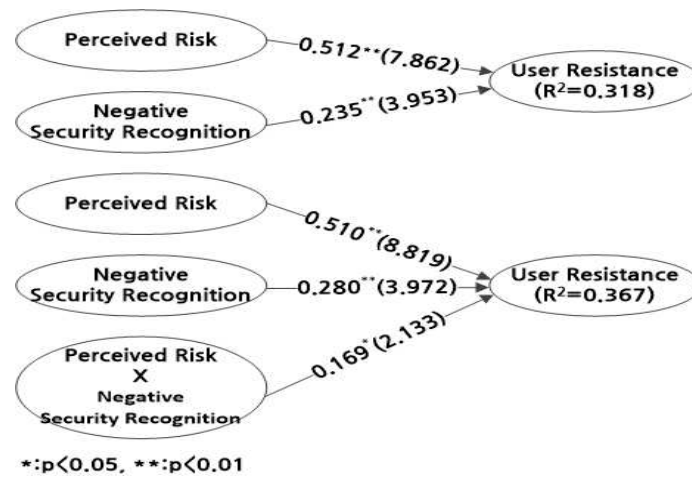 Perceived Risk
0.512**(7.862)
User Resistance
(R²=0.318)
Negative
Security Recognition
0.235**(3.953)
Perceived Risk
0.510**(8.819)
Negative
Security Recognition
0.280**(3.972)
User Resistance
(R²=0.367)
Perceived Risk
X
Negative
Security Recognition
0.169*(2.133)
*:p<0.05, **:p<0.01